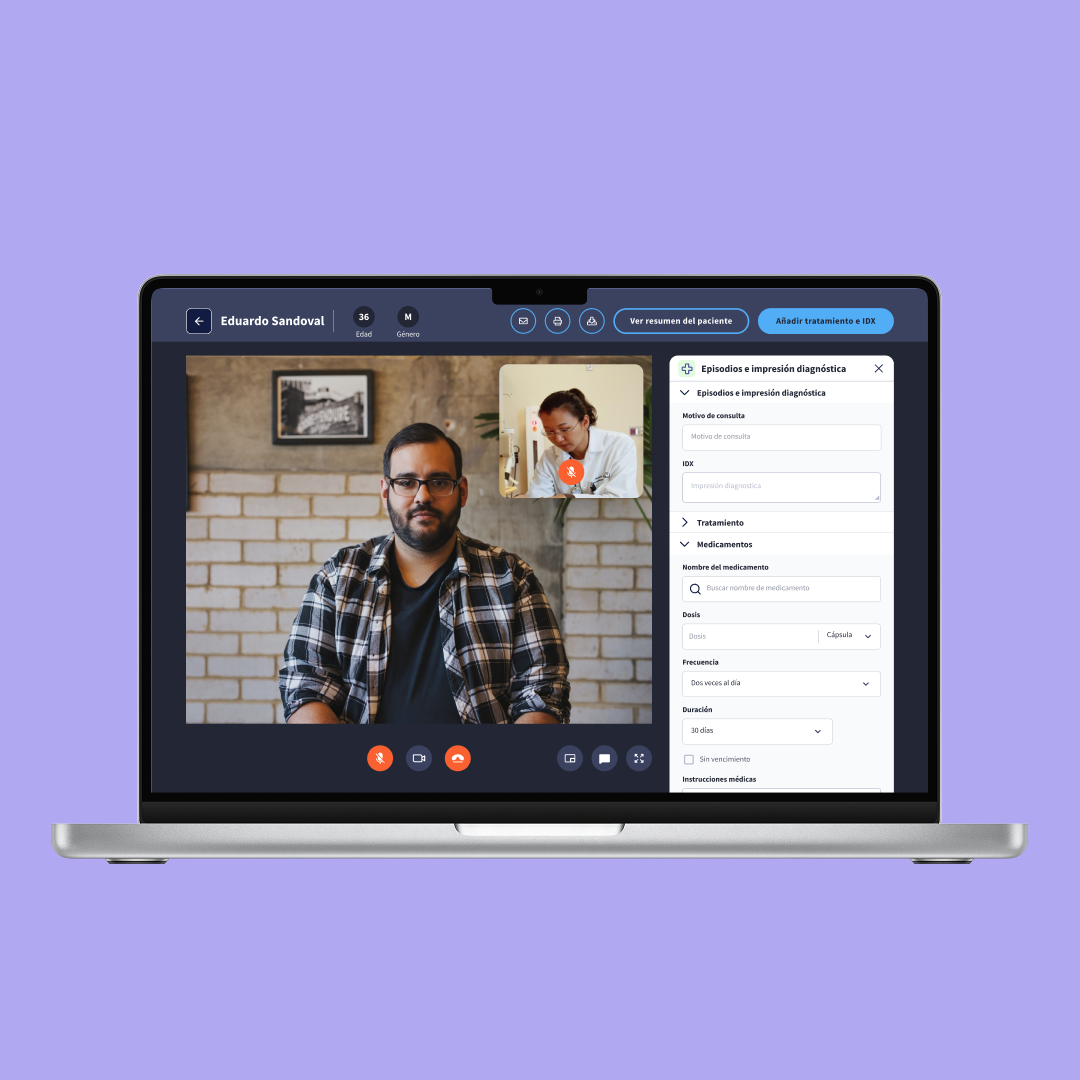 Eduardo Sandoval
36
Edad
M
Género
Ver resumen del paciente
Añadir tratamiento e IDX
Episodios e impresión diagnóstica
Episodios e impresión diagnóstica
Motivo de consulta
Motivo de consulta
IDX
Impresión diagnostica
Tratamiento
Medicamentos
Nombre del medicamento
Buscar nombre de medicamento
Dosis
Dosis
Cápsula
Frecuencia
Dos veces al día
Duración
30 días
Sin vencimiento
Instrucciones médicas